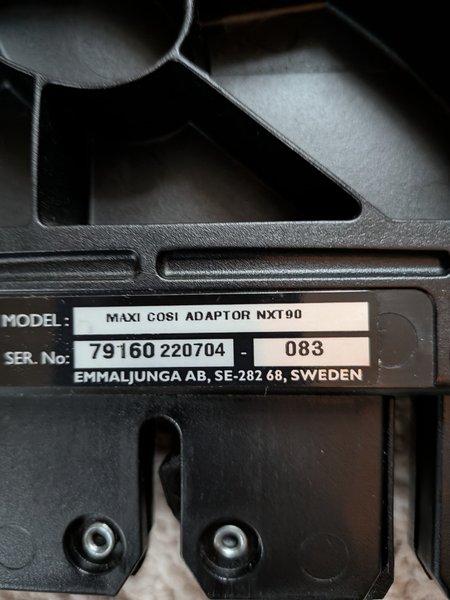 MODEL: MAXI COSI ADAPTOR NXT90
SER. No: 79160 220704 - 083
EMMALJUNGA AB, SE-282 68, SWEDEN